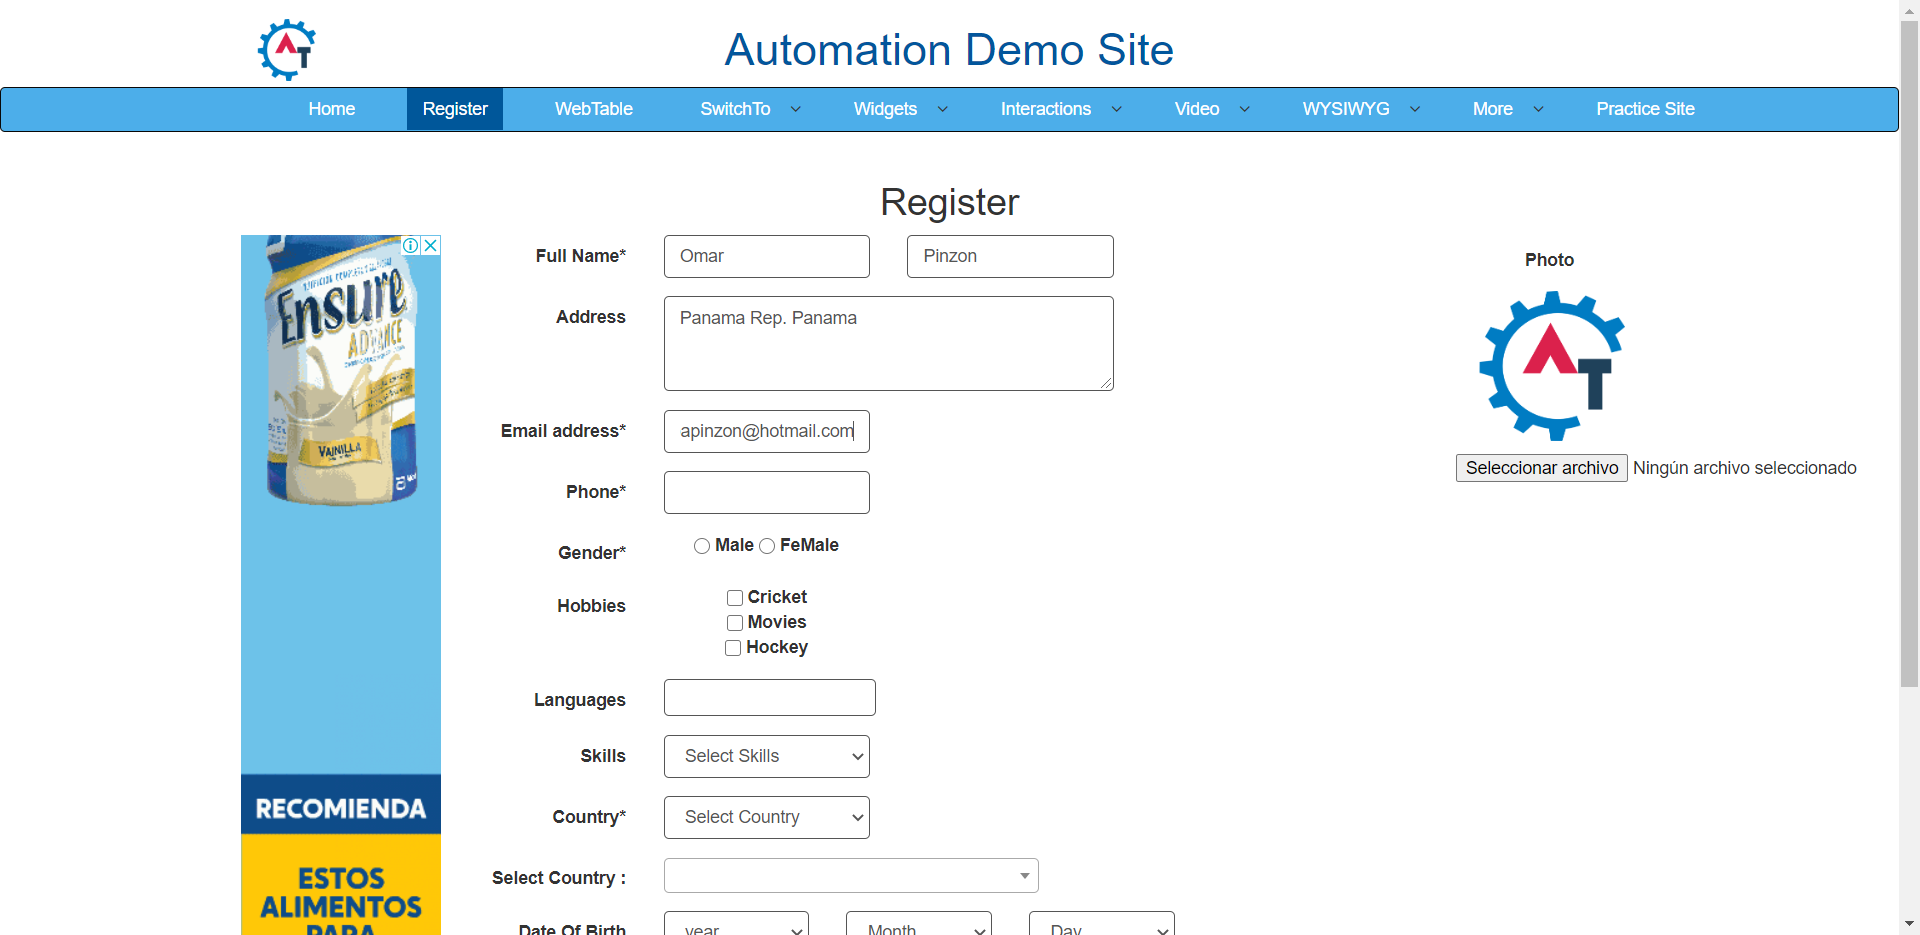 AT
Automation Demo Site
Home Register WebTable SwitchTo Widgets Interactions Video WYSIWYG More Practice Site
Register
Full Name* Omar Pinzon
Photo
Address Panama Rep. Panama
Email address* apinzon@hotmail.com
AT
Seleccionar archivo Ningún archivo seleccionado
Phone*
Gender* Male FeMale
Hobbies Cricket
Movies
Hockey
Languages
Skills Select Skills
Country* Select Country
Select Country :
Date Of Birth year Month Day
Ensure
ADVANCE
VAINILLA
RECOMIENDA
ESTOS
ALIMENTOS
PARA